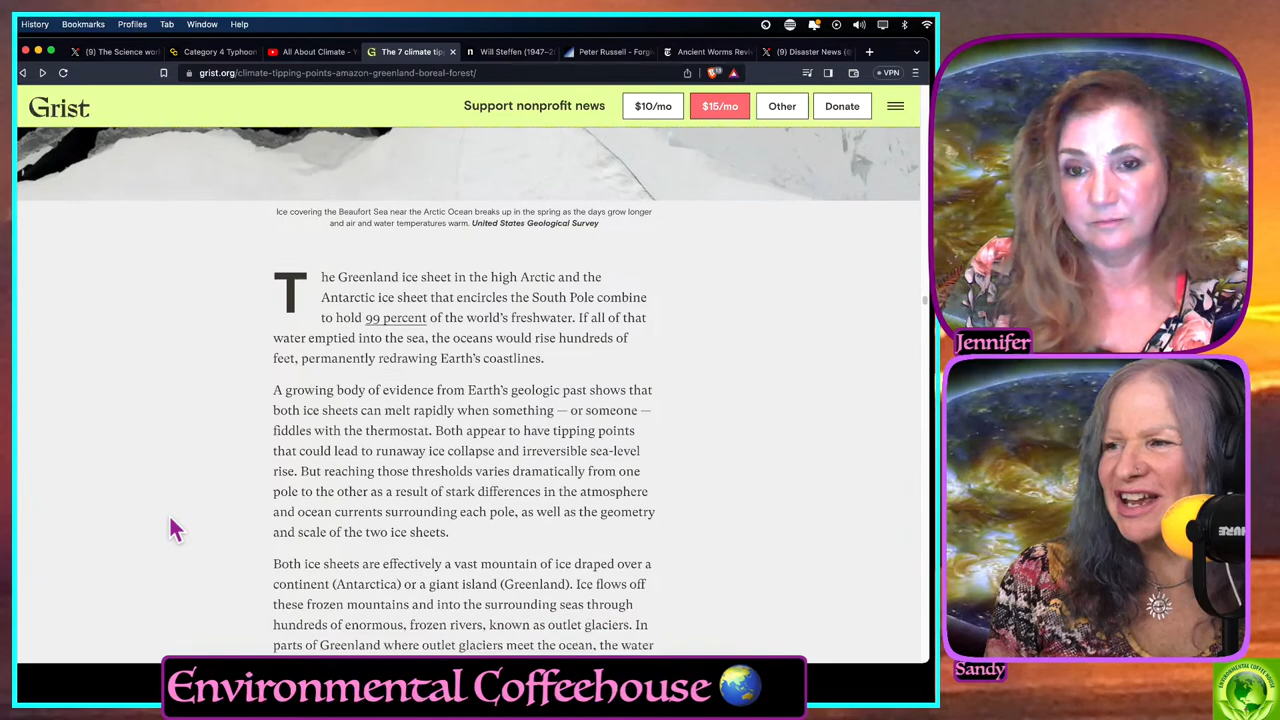 History Bookmarks Profiles Tab Window Help
(9) The Science wor
Category 4 Typhoon
All About Climate - Y
The 7 climate tip
Will Steffen (1947–2
Peter Russell - Forgi
Ancient Worms Revi
(9) Disaster News (@
grist.org/climate-tipping-points-amazon-greenland-boreal-forest/
VPN
Grist
Support nonprofit news
$10/mo
$15/mo
Other
Donate
Ice covering the Beaufort Sea near the Arctic Ocean breaks up in the spring as the days grow longer
and air and water temperatures warm. United States Geological Survey
The Greenland ice sheet in the high Arctic and the
Antarctic ice sheet that encircles the South Pole combine
to hold 99 percent of the world's freshwater. If all of that
water emptied into the sea, the oceans would rise hundreds of
feet, permanently redrawing Earth's coastlines.
A growing body of evidence from Earth's geologic past shows that
both ice sheets can melt rapidly when something — or someone —
fiddles with the thermostat. Both appear to have tipping points
that could lead to runaway ice collapse and irreversible sea-level
rise. But reaching those thresholds varies dramatically from one
pole to the other as a result of stark differences in the atmosphere
and ocean currents surrounding each pole, as well as the geometry
and scale of the two ice sheets.
Both ice sheets are effectively a vast mountain of ice draped over a
continent (Antarctica) or a giant island (Greenland). Ice flows off
these frozen mountains and into the surrounding seas through
hundreds of enormous, frozen rivers, known as outlet glaciers. In
parts of Greenland where outlet glaciers meet the ocean, the water
Jennifer
Sandy
Environmental Coffeehouse
ENVIRONMENTAL COFFEEHOUSE